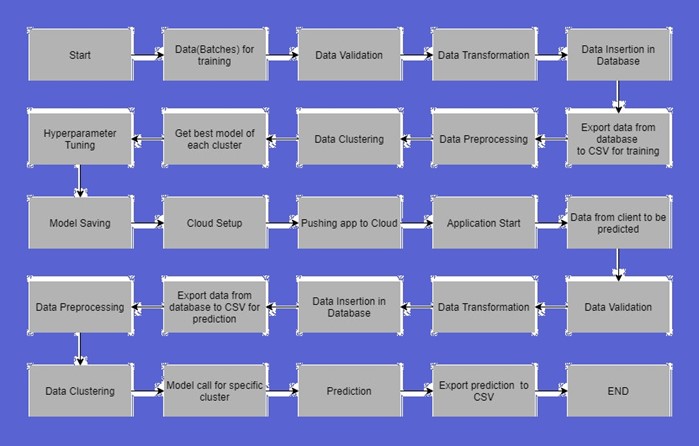 Start
Data(Batches) for
training
Data Validation
Data Transformation
Data Insertion in
Database
Hyperparameter
Tuning
Get best model of
each cluster
Data Clustering
Data Preprocessing
Export data from
database
to CSV for training
Model Saving
Cloud Setup
Pushing app to Cloud
Application Start
Data from client to be
predicted
Data Preprocessing
Export data from
database to CSV for
prediction
Data Insertion in
Database
Data Transformation
Data Validation
Data Clustering
Model call for specific
cluster
Prediction
Export prediction to
CSV
END